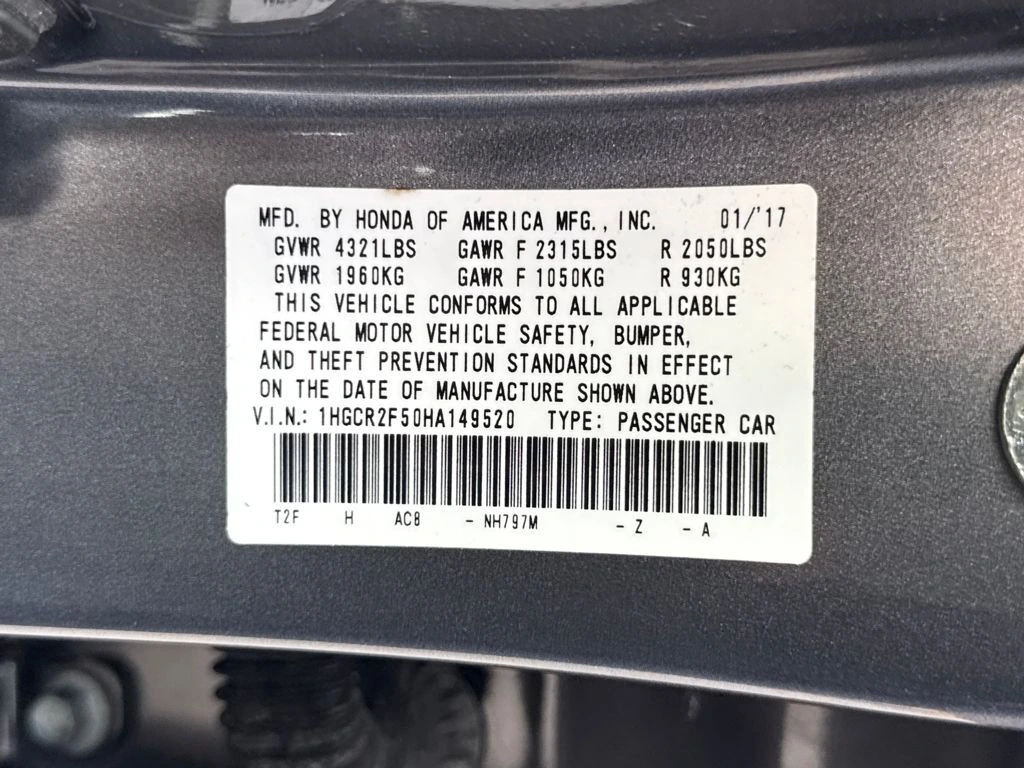 MFD. BY HONDA OF AMERICA MFG., INC. 01/'17
GVWR 4321LBS GAWR F 2315LBS R 2050LBS
GVWR 1960KG GAWR F 1050KG R 930KG
THIS VEHICLE CONFORMS TO ALL APPLICABLE
FEDERAL MOTOR VEHICLE SAFETY, BUMPER,
AND THEFT PREVENTION STANDARDS IN EFFECT
ON THE DATE OF MANUFACTURE SHOWN ABOVE.
V.I.N.: 1HGCR2F50HA149520 TYPE: PASSENGER CAR
T2F H AC8 - NH797M - Z - A